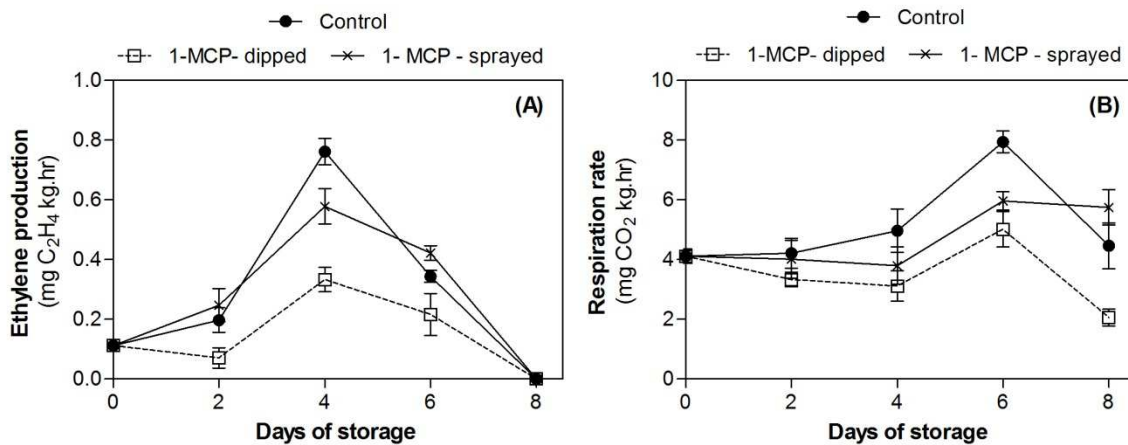 Control
1-MCP- dipped
1- MCP - sprayed
(A)
Ethylene production
(mg C₂H₄ kg.hr)
1.0
0.8
0.6
0.4
0.2
0.0
0 2 4 6 8
Days of storage
Control
1-MCP- dipped
1- MCP - sprayed
(B)
Respiration rate
(mg CO₂ kg.hr)
10
8
6
4
2
0
0 2 4 6 8
Days of storage